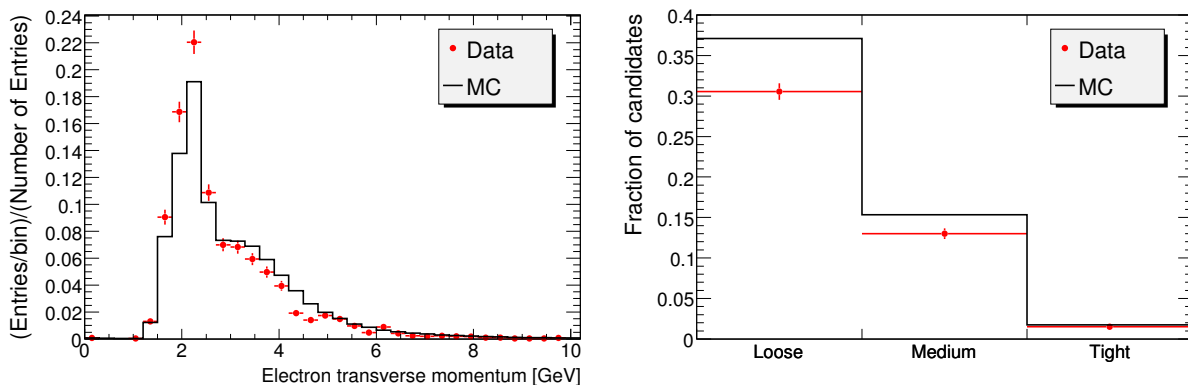 (Entries/bin)/(Number of Entries)
0.24
0.22
0.2
0.18
0.16
0.14
0.12
0.1
0.08
0.06
0.04
0.02
0
Data
MC
0 2 4 6 8 10
Electron transverse momentum [GeV]
Fraction of candidates
0.4
0.35
0.3
0.25
0.2
0.15
0.1
0.05
0
Data
MC
Loose Medium Tight